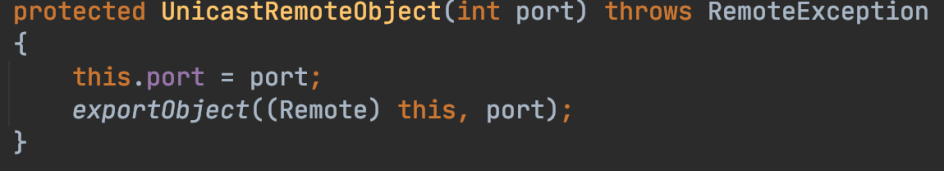 protected UnicastRemoteObject(int port) throws RemoteException
{
    this.port = port;
    exportObject((Remote) this, port);
}